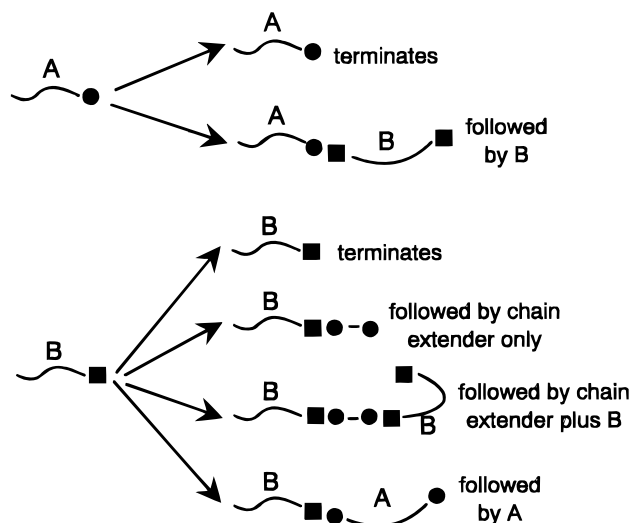 A
A
terminates
A
B
followed
by B
B
terminates
B
followed by chain
extender only
B
B
followed by chain
extender plus B
B
B
A
followed
by A